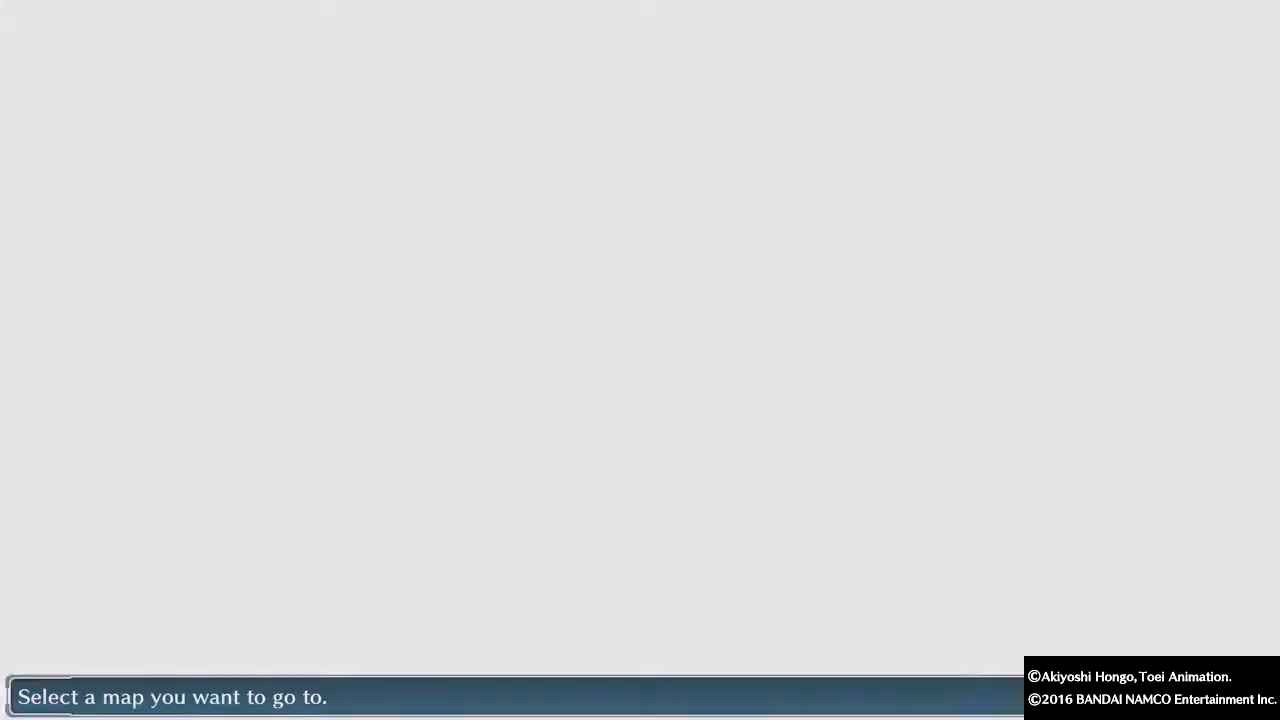 Select a map you want to go to.
©Akiyoshi Hongo, Toei Animation.
©2016 BANDAI NAMCO Entertainment Inc.